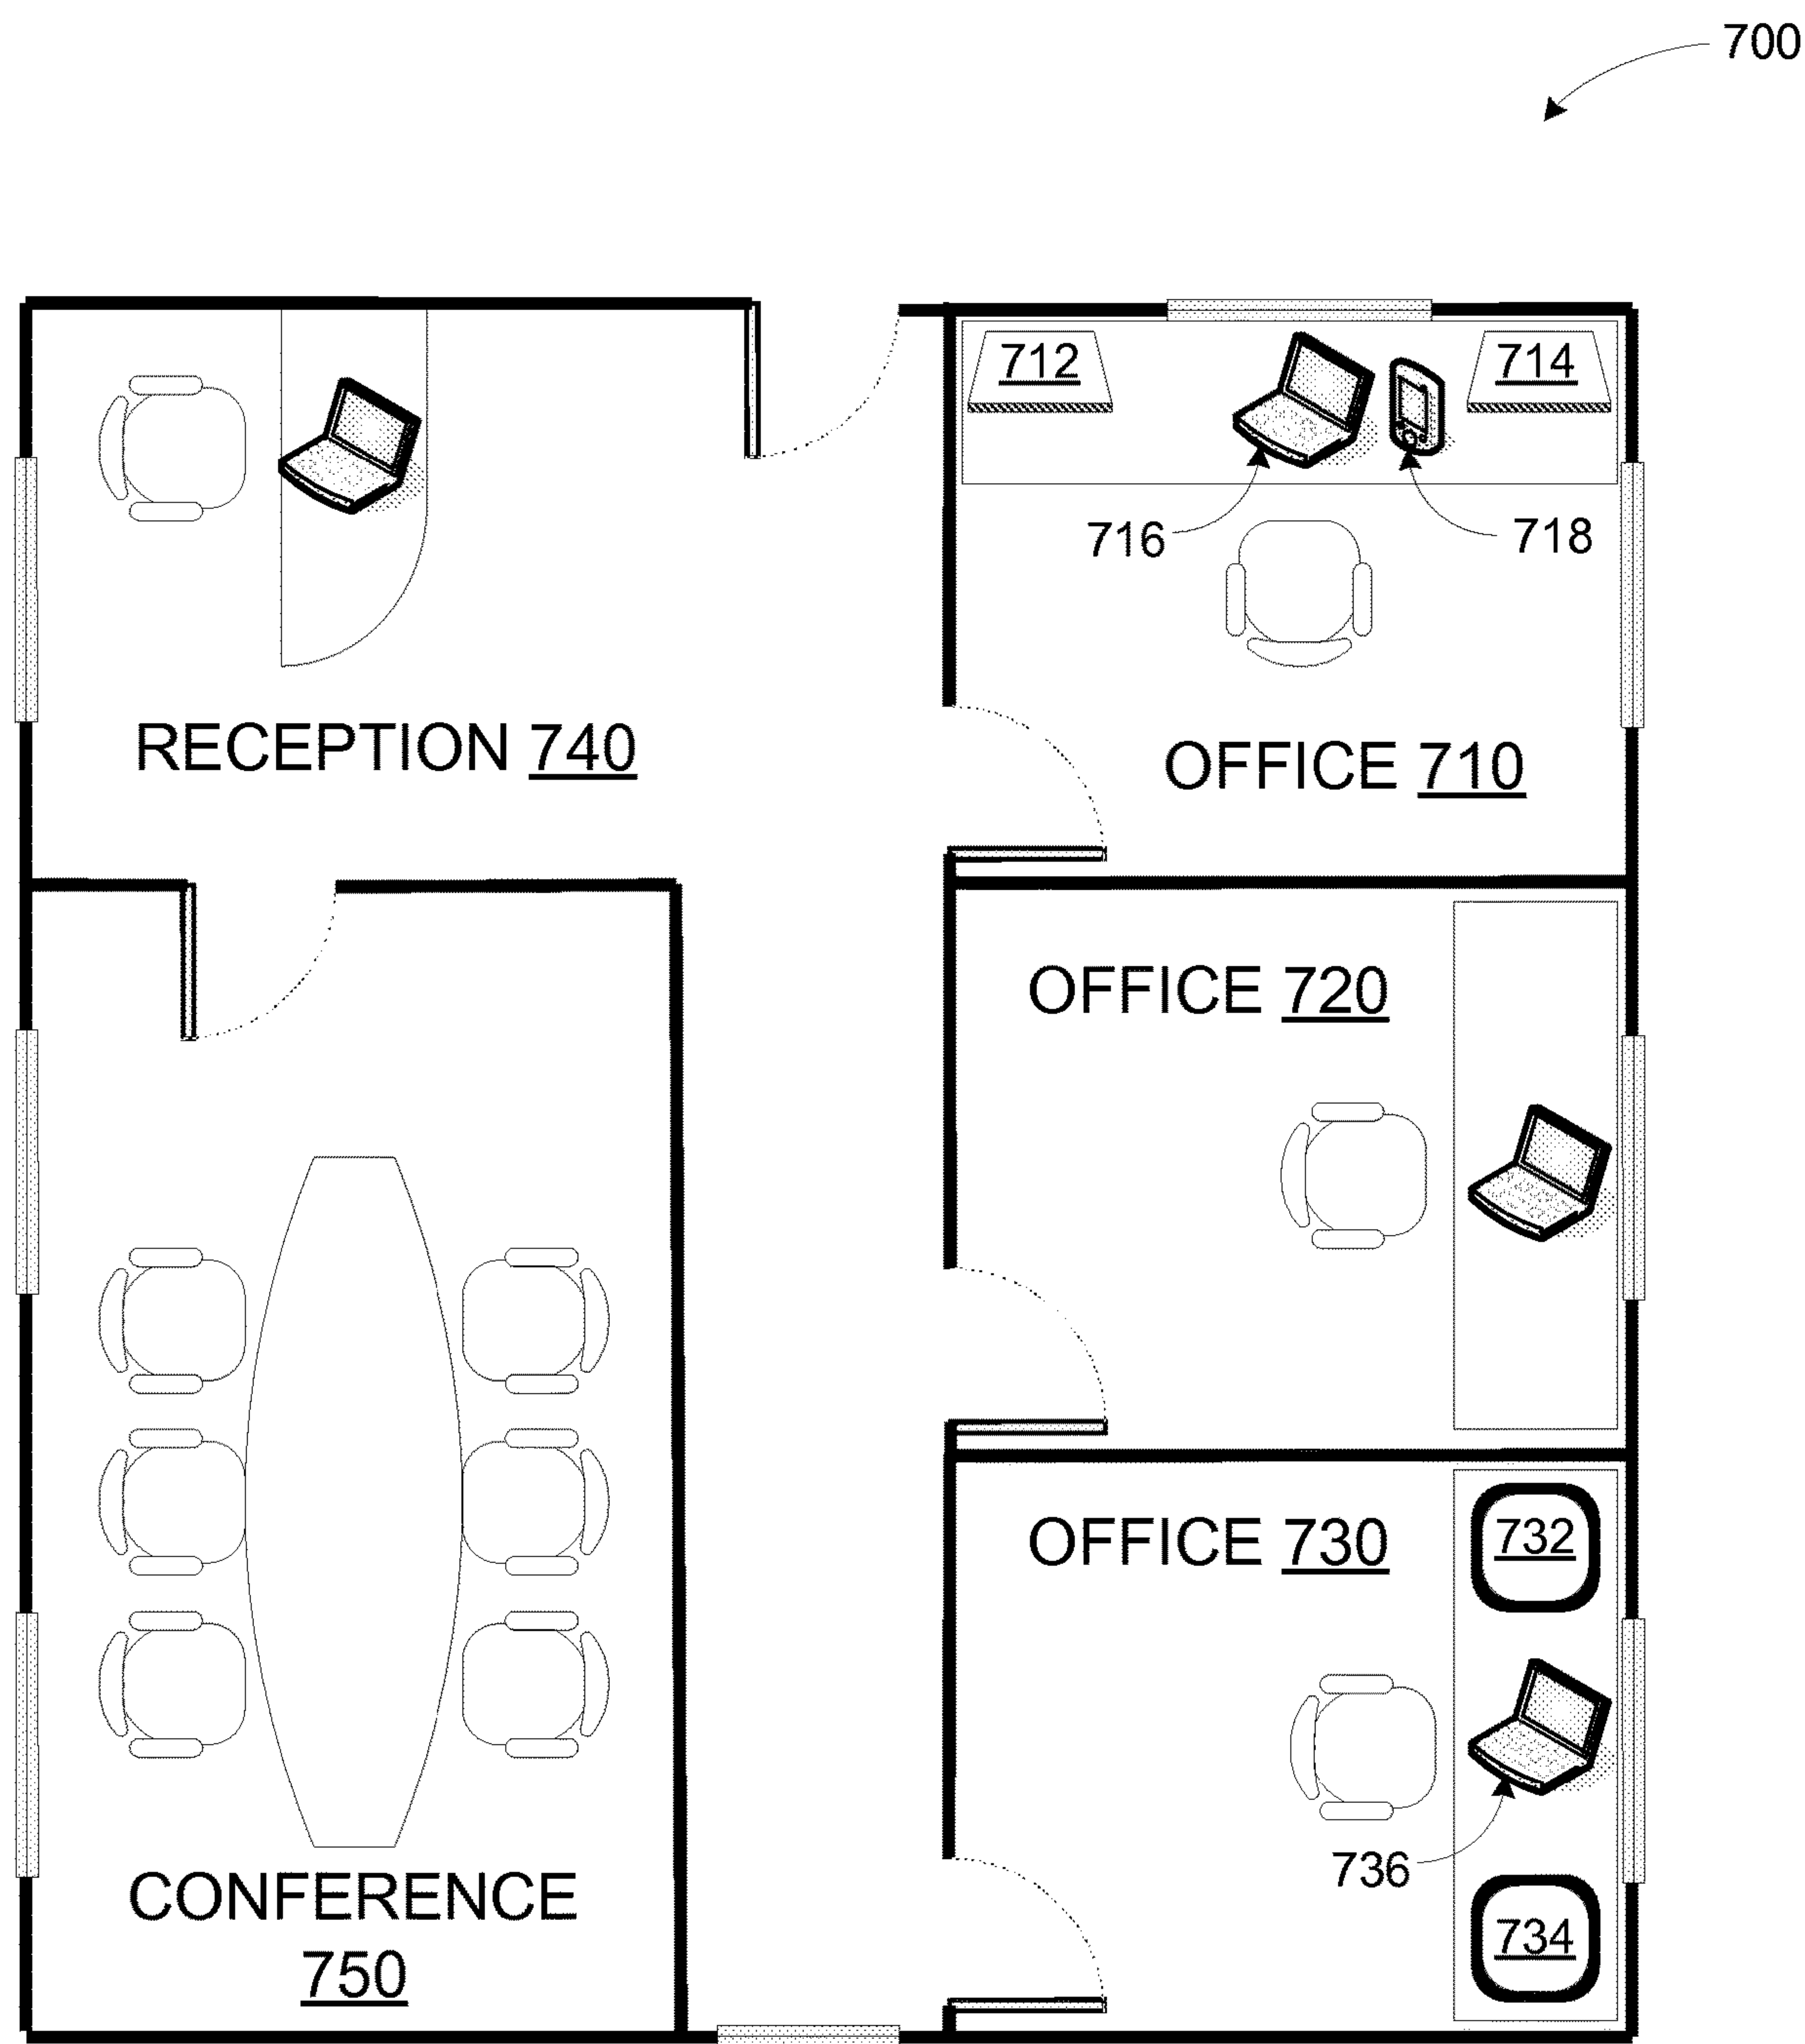 700
712
714
716
718
RECEPTION 740
OFFICE 710
OFFICE 720
OFFICE 730
732
736
734
CONFERENCE
750